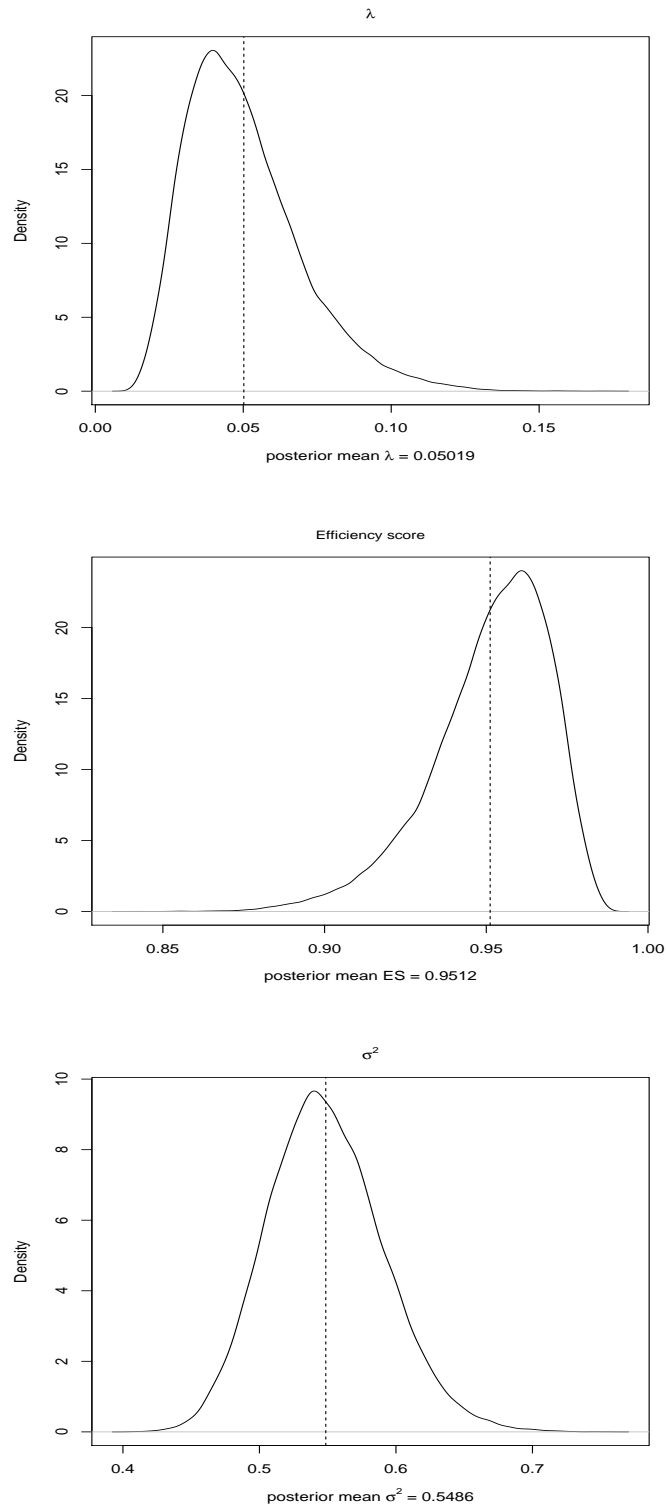 λ
Density
20
15
10
5
0
0.00 0.05 0.10 0.15
posterior mean λ = 0.05019
Efficiency score
Density
20
15
10
5
0
0.85 0.90 0.95 1.00
posterior mean ES = 0.9512
σ²
Density
10
8
6
4
2
0
0.4 0.5 0.6 0.7
posterior mean σ² = 0.5486